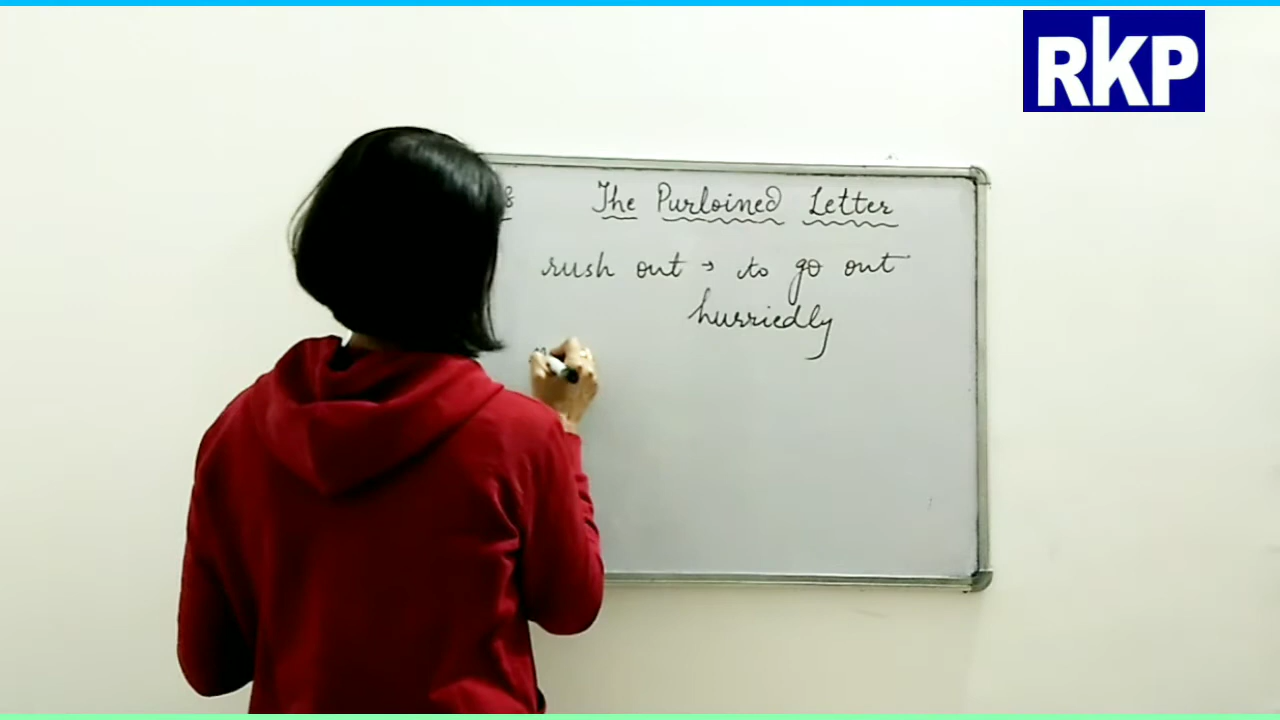 RKP
The Purloined Letter
rush out → to go out
hurriedly